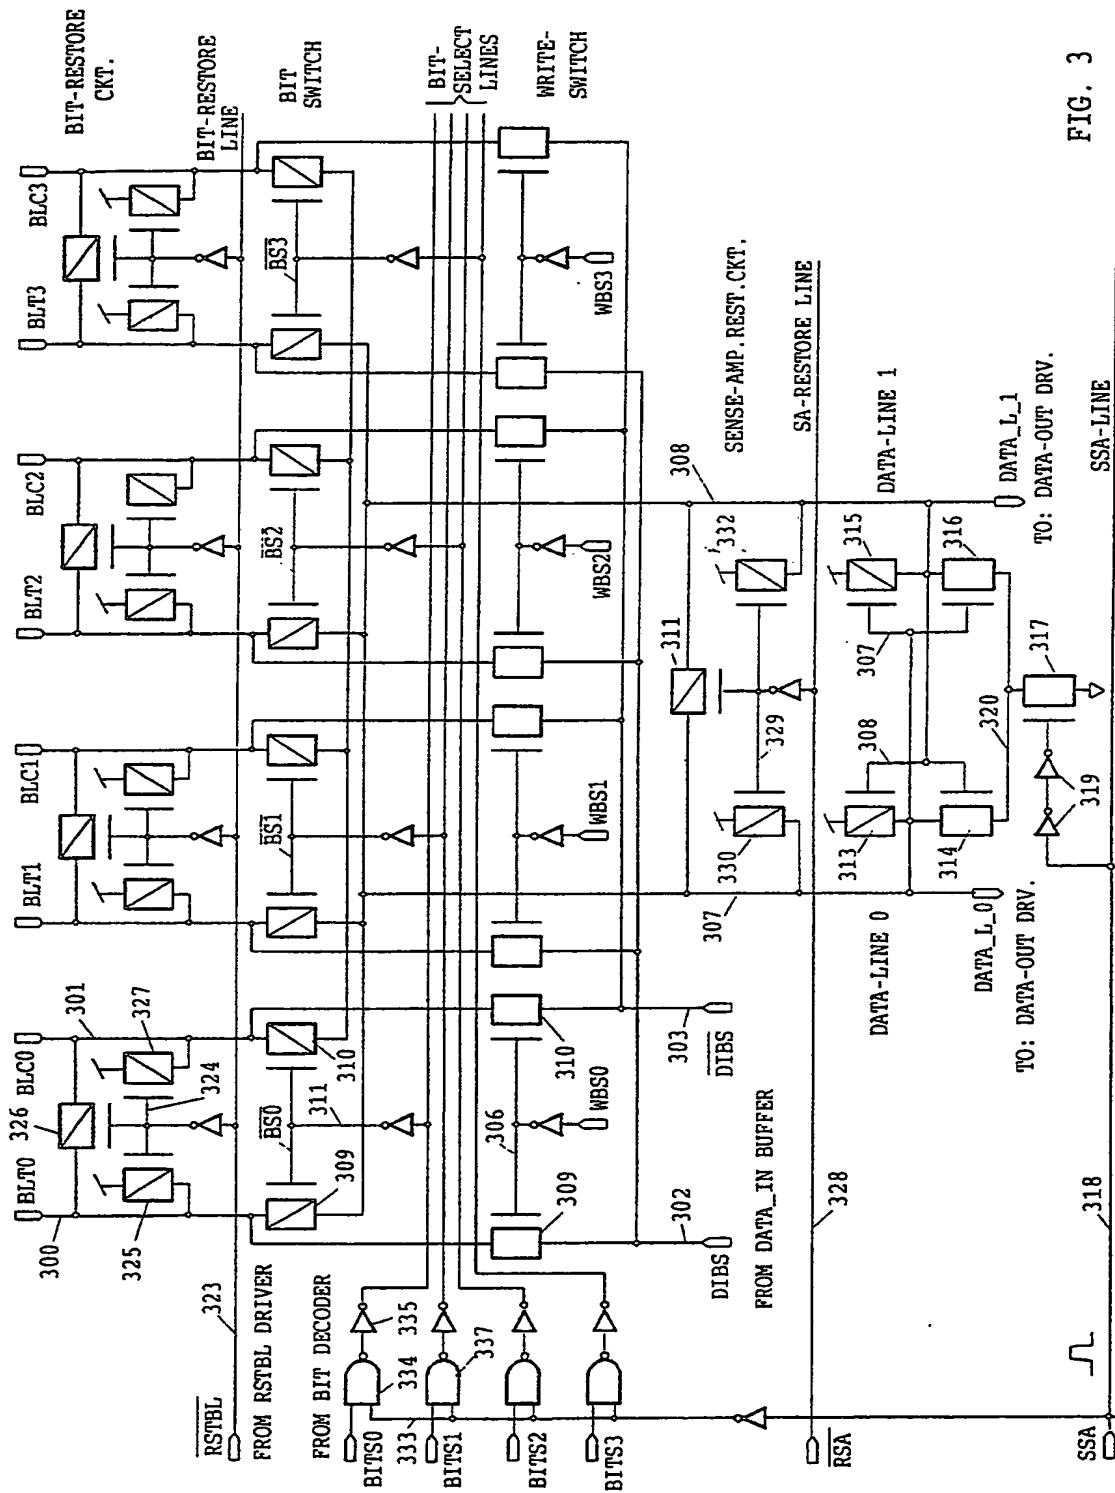 BIT-RESTORE
CKT.
BIT-RESTORE
LINE
BIT
SWITCH
BIT-
SELECT
LINES
WRITE-
SWITCH
FIG. 3
BLC3
BLT3
BS3
WBS3
BLC2
BLT2
BS2
WBS2
BLC1
BLT1
BS1
WBS1
BLC0
BLT0
301
326
327
324
325
300
310
BS0
311
309
310
306
WBS0
309
303
DIBS
302
DIBS
FROM DATA_IN BUFFER
323
RSTBL
FROM RSTBL DRIVER
FROM BIT DECODER
335
334
337
333
BITS0
BITS1
BITS2
BITS3
SENSE-AMP.REST.CKT.
SA-RESTORE LINE
308
332
311
329
330
307
328
RSA
DATA-LINE 1
DATA_L_1
TO: DATA-OUT DRV.
315
316
307
317
308
320
313
314
319
DATA-LINE 0
DATA_L_0
TO: DATA-OUT DRV.
SSA-LINE
318
SSA